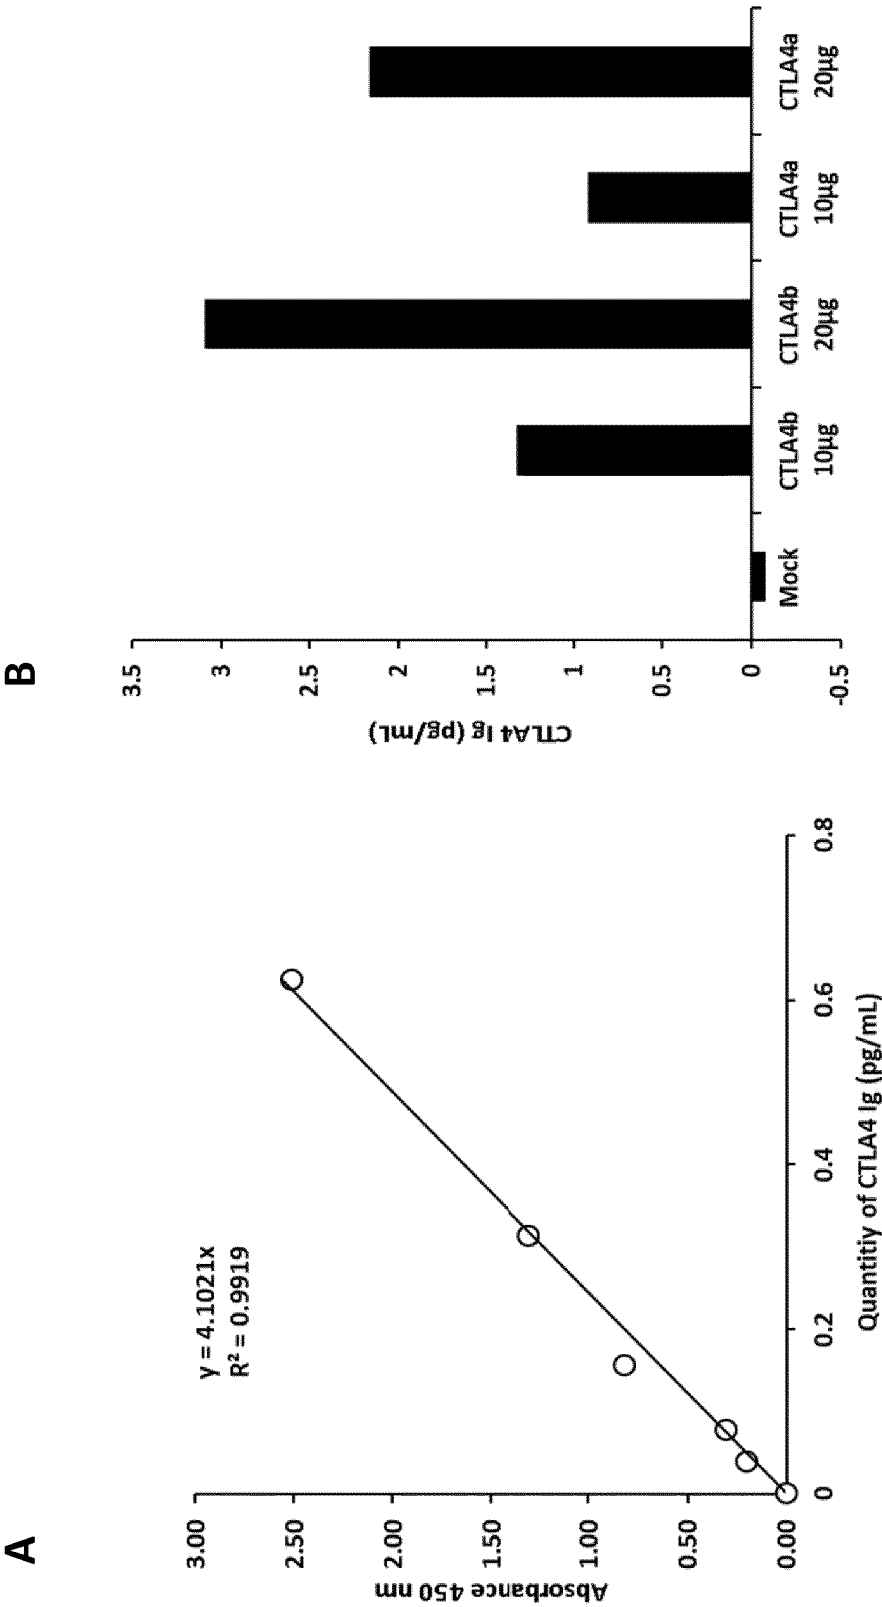 A
y = 4.1021x
R² = 0.9919
Absorbance 450 nm
3.00
2.50
2.00
1.50
1.00
0.50
0.00
0 0.2 0.4 0.6 0.8
Quantitiy of CTLA4 Ig (pg/mL)
B
CTLA4 Ig (pg/mL)
3.5
3
2.5
2
1.5
1
0.5
0
-0.5
Mock CTLA4b CTLA4b CTLA4a CTLA4a
10µg 20µg 10µg 20µg